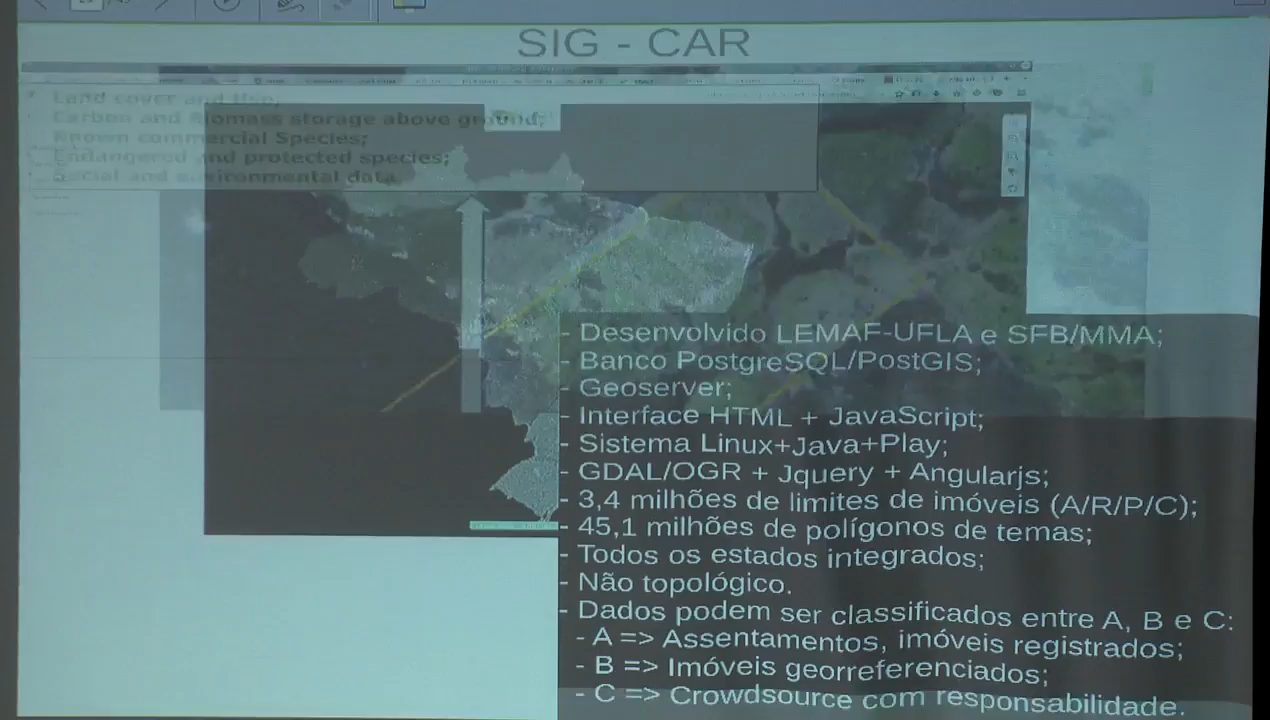 SIG - CAR
Land cover and Use;
Carbon and Biomass storage above ground;
Known commercial Species;
Endangered and protected species;
Social and environmental data
- Desenvolvido LEMAF-UFLA e SFB/MMA;
- Banco PostgreSQL/PostGIS;
- Geoserver;
- Interface HTML + JavaScript;
- Sistema Linux+Java+Play;
- GDAL/OGR + Jquery + Angularjs;
- 3,4 milhões de limites de imóveis (A/R/P/C);
- 45,1 milhões de polígonos de temas;
- Todos os estados integrados;
- Não topológico.
- Dados podem ser classificados entre A, B e C:
- A => Assentamentos, imóveis registrados;
- B => Imóveis georreferenciados;
- C => Crowdsource com responsabilidade.